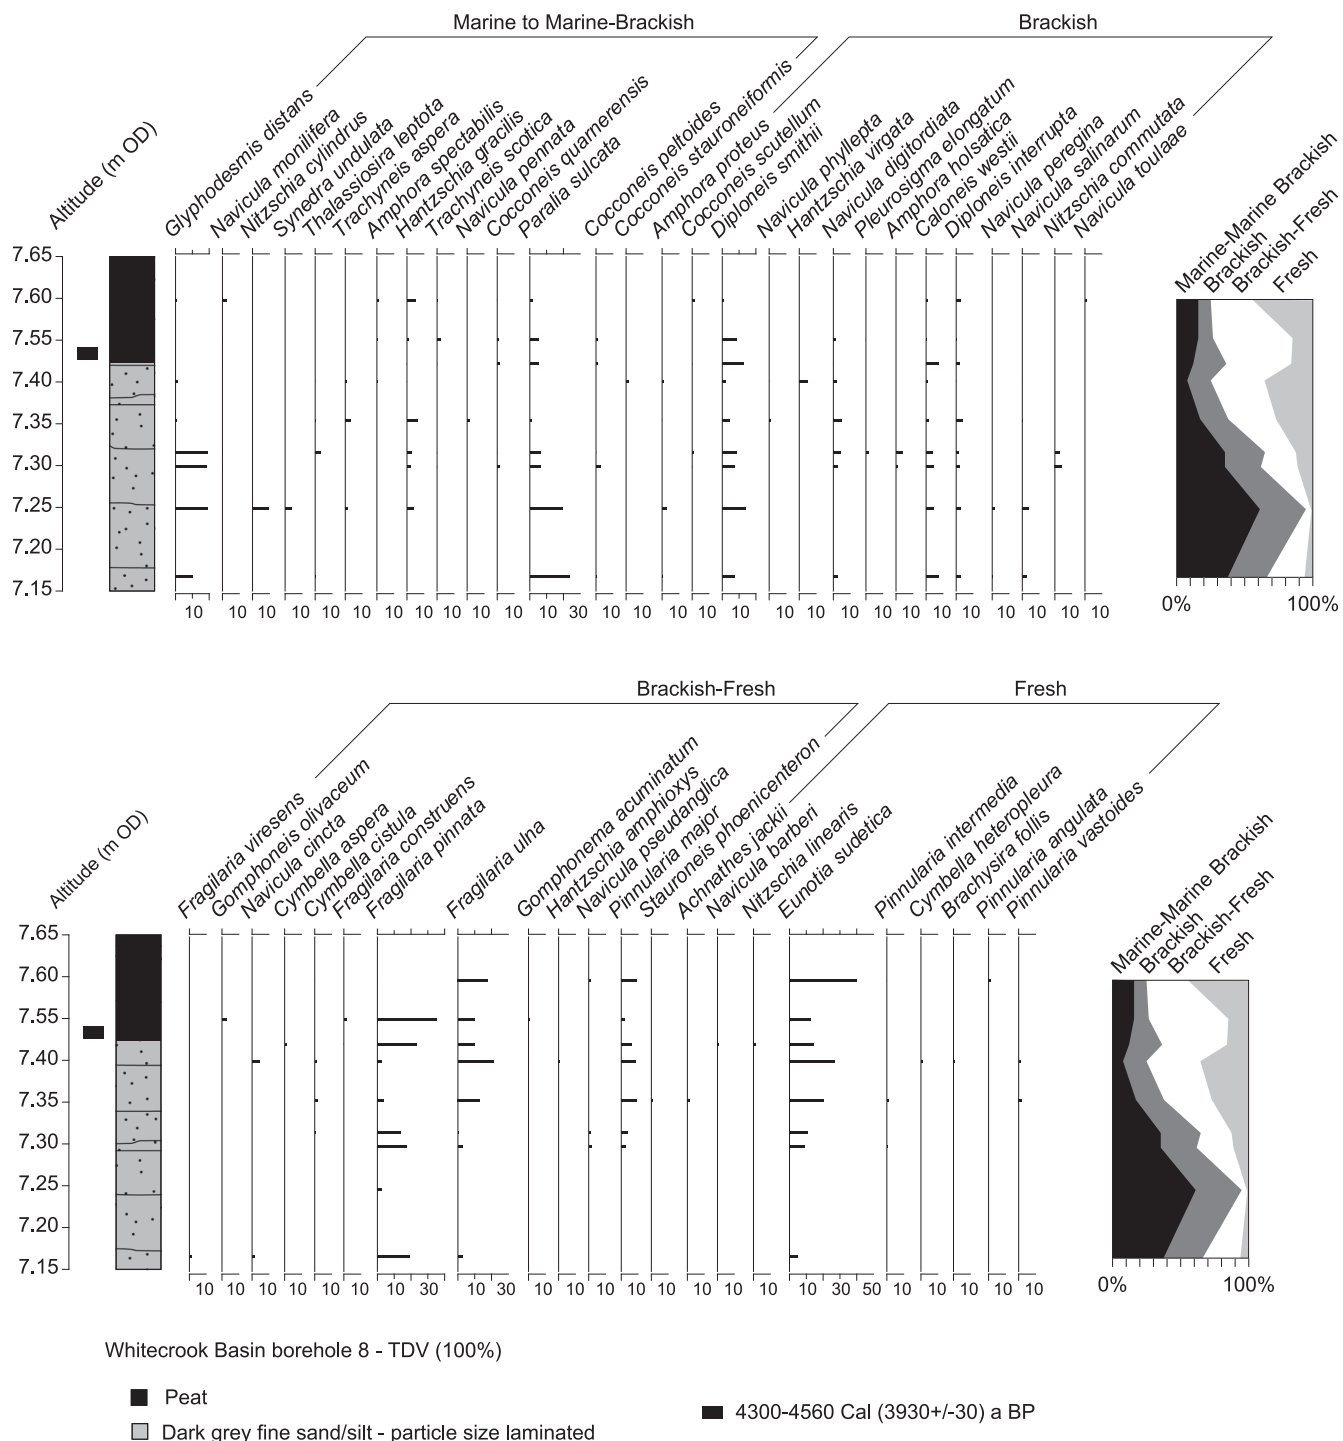 Marine to Marine-Brackish
Brackish
Altitude (m OD)
Glyphodesmis distans
Navicula monilifera
Nitzschia cylindrus
Synedra undulata
Thalassiosira leptota
Trachyneis aspera
Amphora spectabilis
Hantzschia gracilis
Trachyneis scotica
Navicula pennata
Cocconeis quarnerensis
Paralia sulcata
Cocconeis peltoides
Cocconeis stauroneiformis
Amphora proteus
Cocconeis scutellum
Diploneis smithii
Navicula phyllepta
Hantzschia virgata
Navicula digitordiata
Pleurosigma elongatum
Amphora holsatica
Caloneis westii
Diploneis interrupta
Navicula peregina
Navicula salinarum
Nitzschia commutata
Navicula toulaae
Marine-Marine Brackish
Brackish
Brackish-Fresh
Fresh
7.65
7.60
7.55
7.40
7.35
7.30
7.25
7.20
7.15
10 10 10 10 10 10 10 10 10 10 10 10 30 10 10 10 10 10 10 10 10 10 10 10 10 10 10 10 10
0% 100%
Brackish-Fresh
Fresh
Altitude (m OD)
Fragilaria viresens
Gomphoneis olivaceum
Navicula cincta
Cymbella aspera
Cymbella cistula
Fragilaria construens
Fragilaria pinnata
Fragilaria ulna
Gomphonema acuminatum
Hantzschia amphioxys
Navicula pseudanglica
Pinnularia major
Stauroneis phoenicenteron
Achnathes jackii
Navicula barberi
Nitzschia linearis
Eunotia sudetica
Pinnularia intermedia
Cymbella heteropleura
Brachysira follis
Pinnularia angulata
Pinnularia vastoides
Marine-Marine Brackish
Brackish
Brackish-Fresh
Fresh
7.65
7.60
7.55
7.40
7.35
7.30
7.25
7.20
7.15
10 10 10 10 10 10 10 30 10 30 10 10 10 10 10 10 10 10 10 30 50 10 10 10 10 10
0% 100%
Whitecrook Basin borehole 8 - TDV (100%)
Peat
Dark grey fine sand/silt - particle size laminated
4300-4560 Cal (3930+/-30) a BP